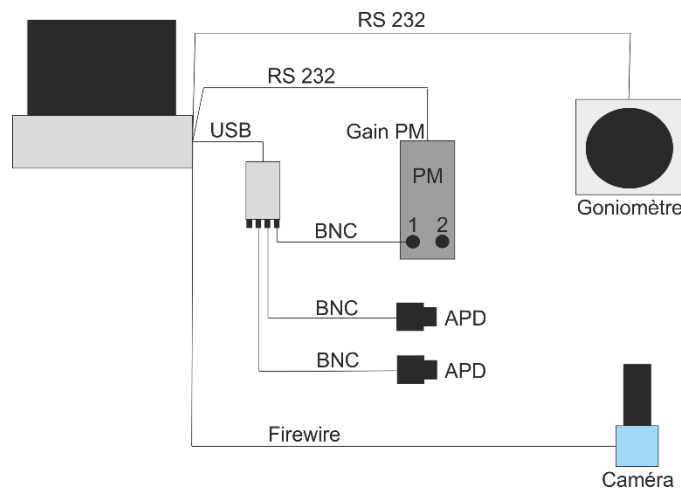 RS 232
RS 232
USB
Gain PM
PM
1 2
BNC
Goniomètre
BNC
APD
BNC
APD
Firewire
Caméra